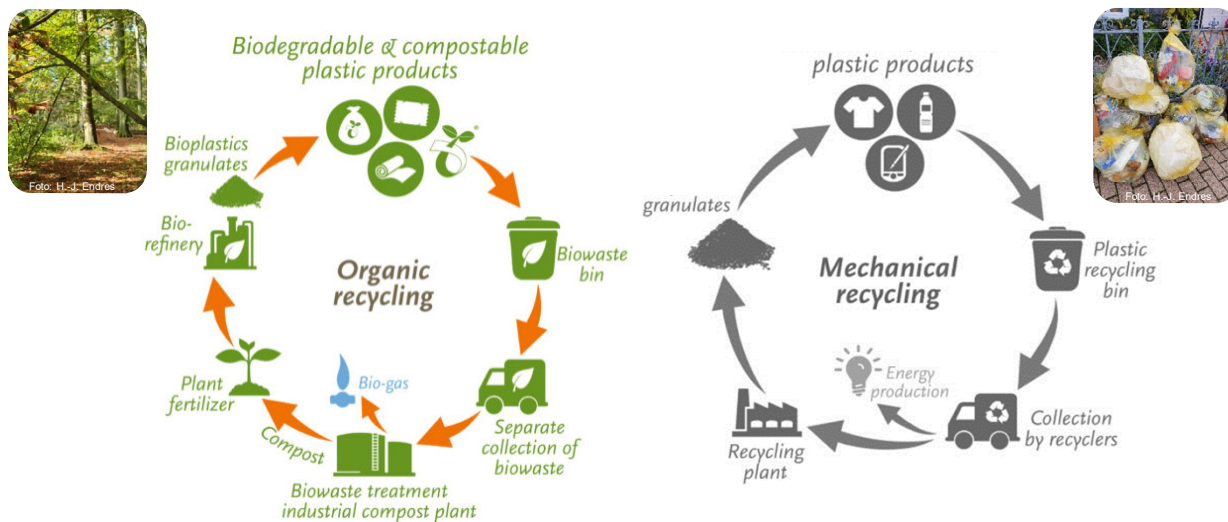 Foto: H.-J. Endres
Biodegradable & compostable
plastic products
Bioplastics
granulates
Bio-
refinery
Organic
recycling
Biowaste
bin
Plant
fertilizer
Bio-gas
Compost
Separate
collection of
biowaste
Biowaste treatment
industrial compost plant
plastic products
granulates
Mechanical
recycling
Plastic
recycling
bin
Energy
production
Recycling
plant
Collection
by recyclers
Foto: H.-J. Endres